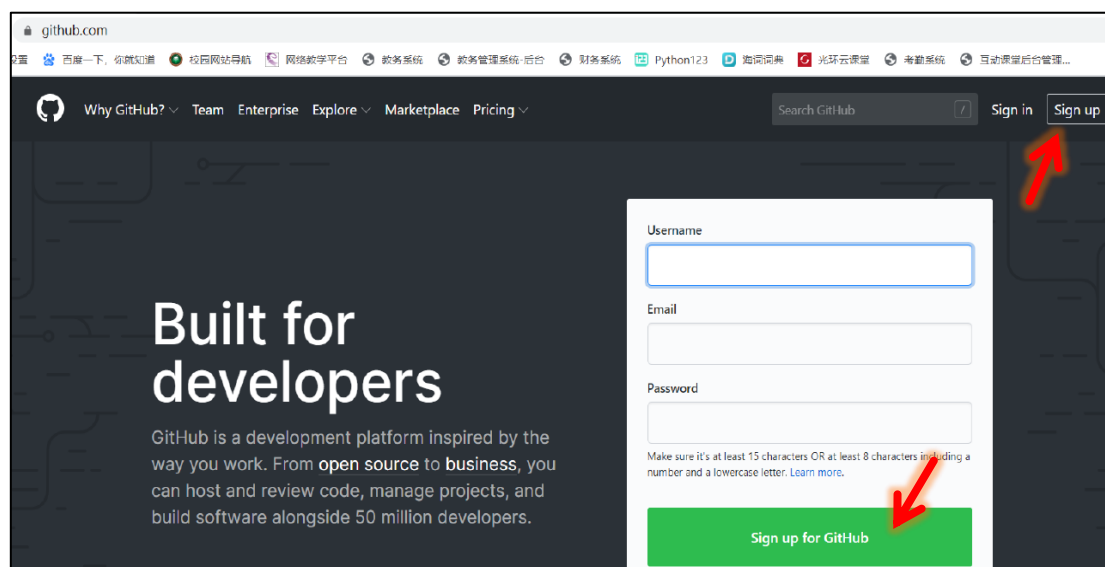 github.com
设置 百度一下，你就知道 校园网站导航 网络教学平台 教务系统 教务管理系统-后台 财务系统 Python123 海词词典 光环云课堂 考勤系统 互动课堂后台管理...
Why GitHub? Team Enterprise Explore Marketplace Pricing Search GitHub / Sign in Sign up
Username
Built for
developers
Email
Password
GitHub is a development platform inspired by the
way you work. From open source to business, you
can host and review code, manage projects, and
build software alongside 50 million developers.
Make sure it's at least 15 characters OR at least 8 characters including a
number and a lowercase letter. Learn more.
Sign up for GitHub